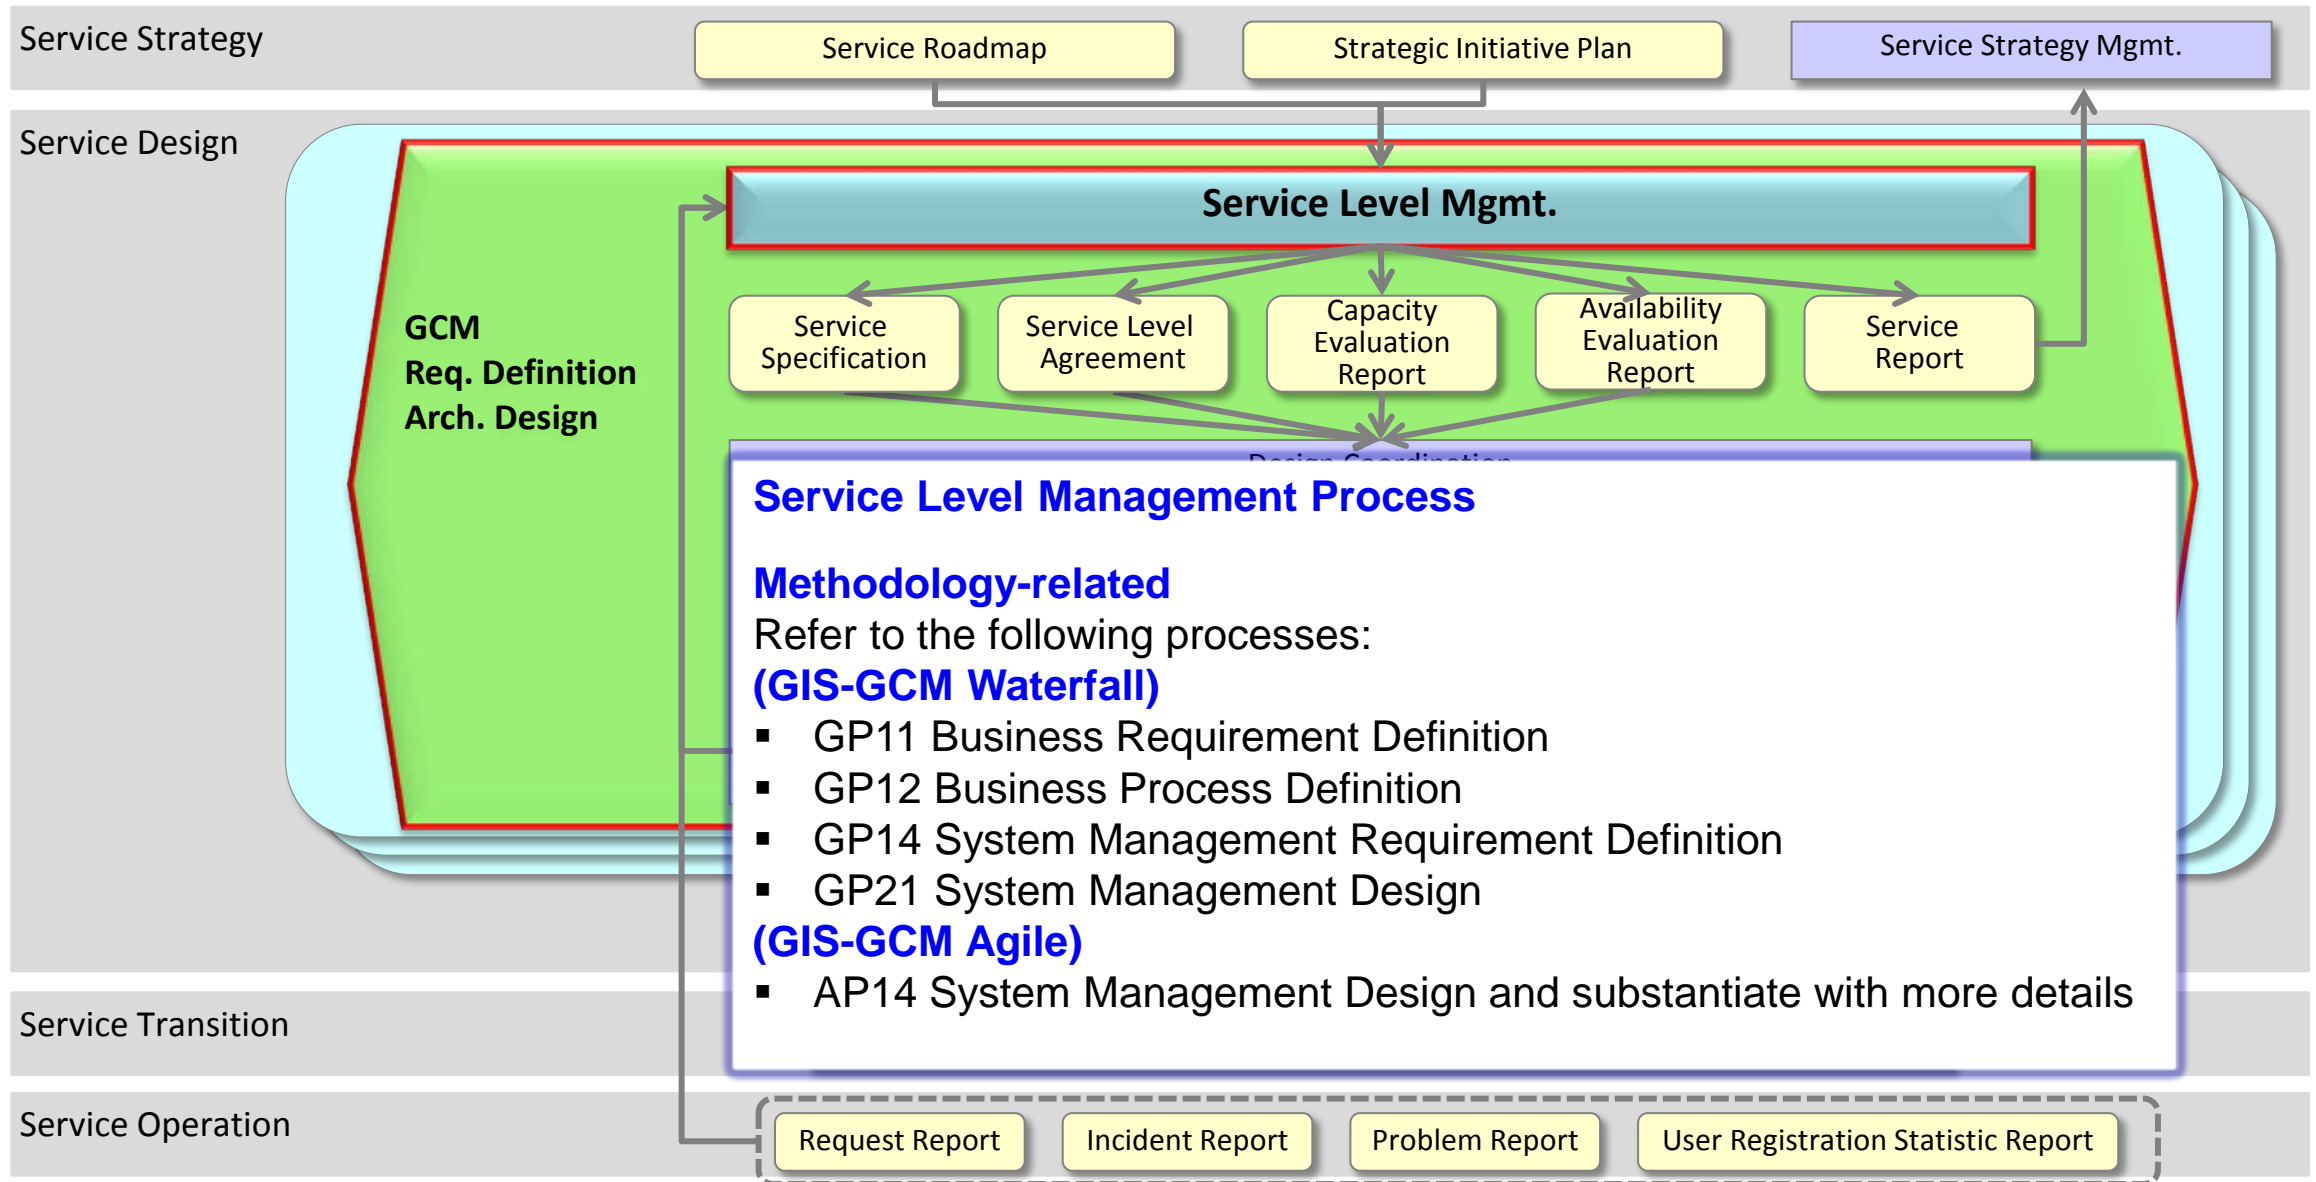 Service Strategy
Service Roadmap
Strategic Initiative Plan
Service Strategy Mgmt.
Service Design
Service Level Mgmt.
GCM
Req. Definition
Arch. Design
Service
Specification
Service Level
Agreement
Capacity
Evaluation
Report
Availability
Evaluation
Report
Service
Report
Design Coordination
Service Level Management Process
Methodology-related
Refer to the following processes:
(GIS-GCM Waterfall)
▪ GP11 Business Requirement Definition
▪ GP12 Business Process Definition
▪ GP14 System Management Requirement Definition
▪ GP21 System Management Design
(GIS-GCM Agile)
▪ AP14 System Management Design and substantiate with more details
Service Transition
Service Operation
Request Report
Incident Report
Problem Report
User Registration Statistic Report